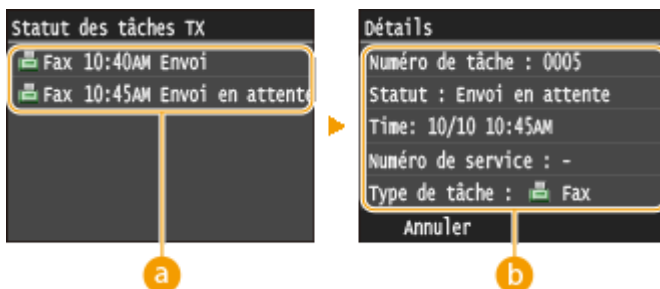 Statut des tâches TX
Fax 10:40AM Envoi
Fax 10:45AM Envoi en attente
a
Détails
Numéro de tâche : 0005
Statut : Envoi en attente
Time: 10/10 10:45AM
Numéro de service : -
Type de tâche : Fax
Annuler
b